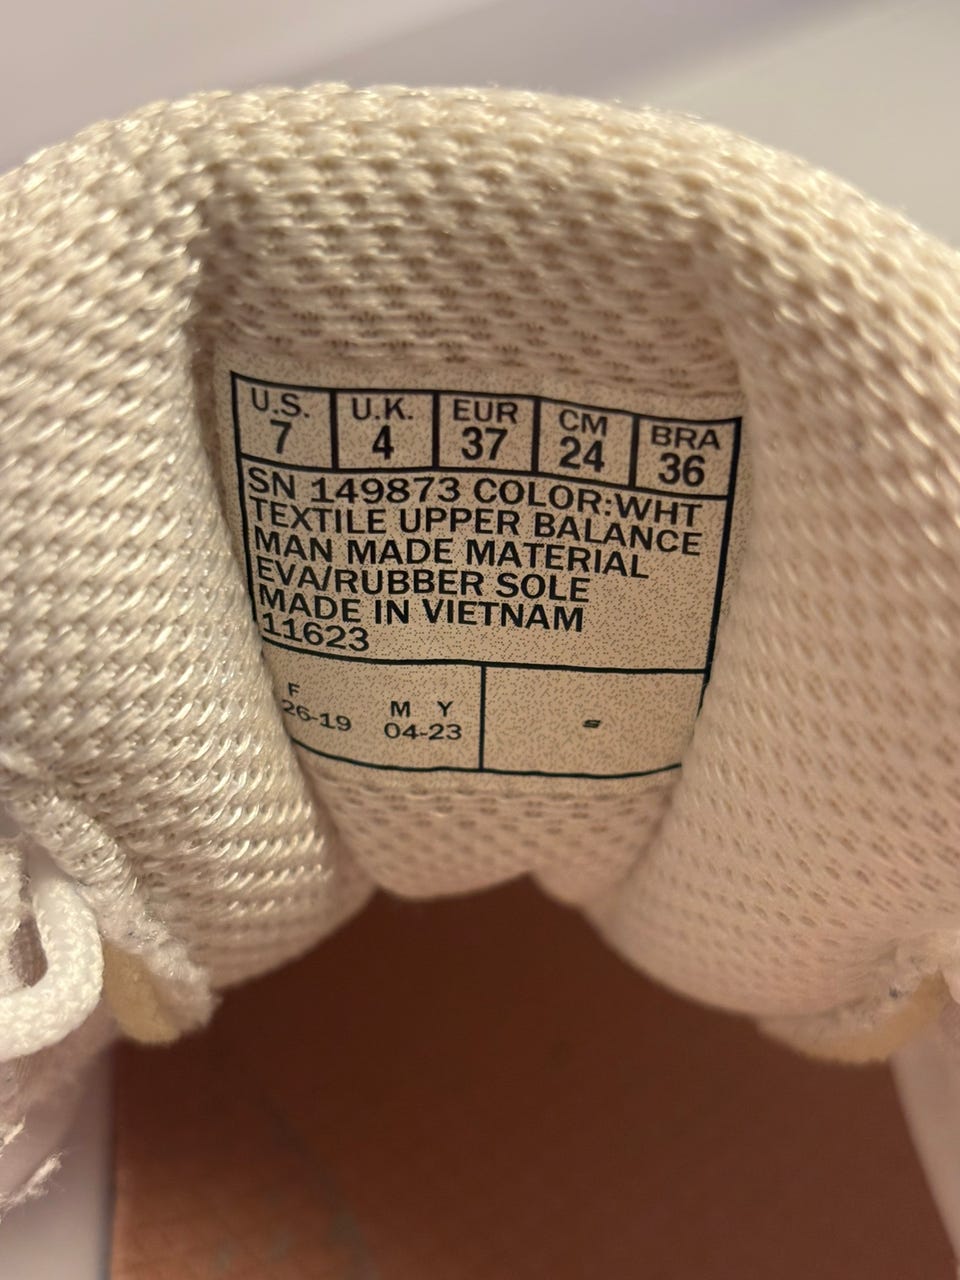 U.S. U.K. EUR CM BRA
7 4 37 24 36
SN 149873 COLOR:WHT
TEXTILE UPPER BALANCE
MAN MADE MATERIAL
EVA/RUBBER SOLE
MADE IN VIETNAM
11623
F M Y
26-19 04-23